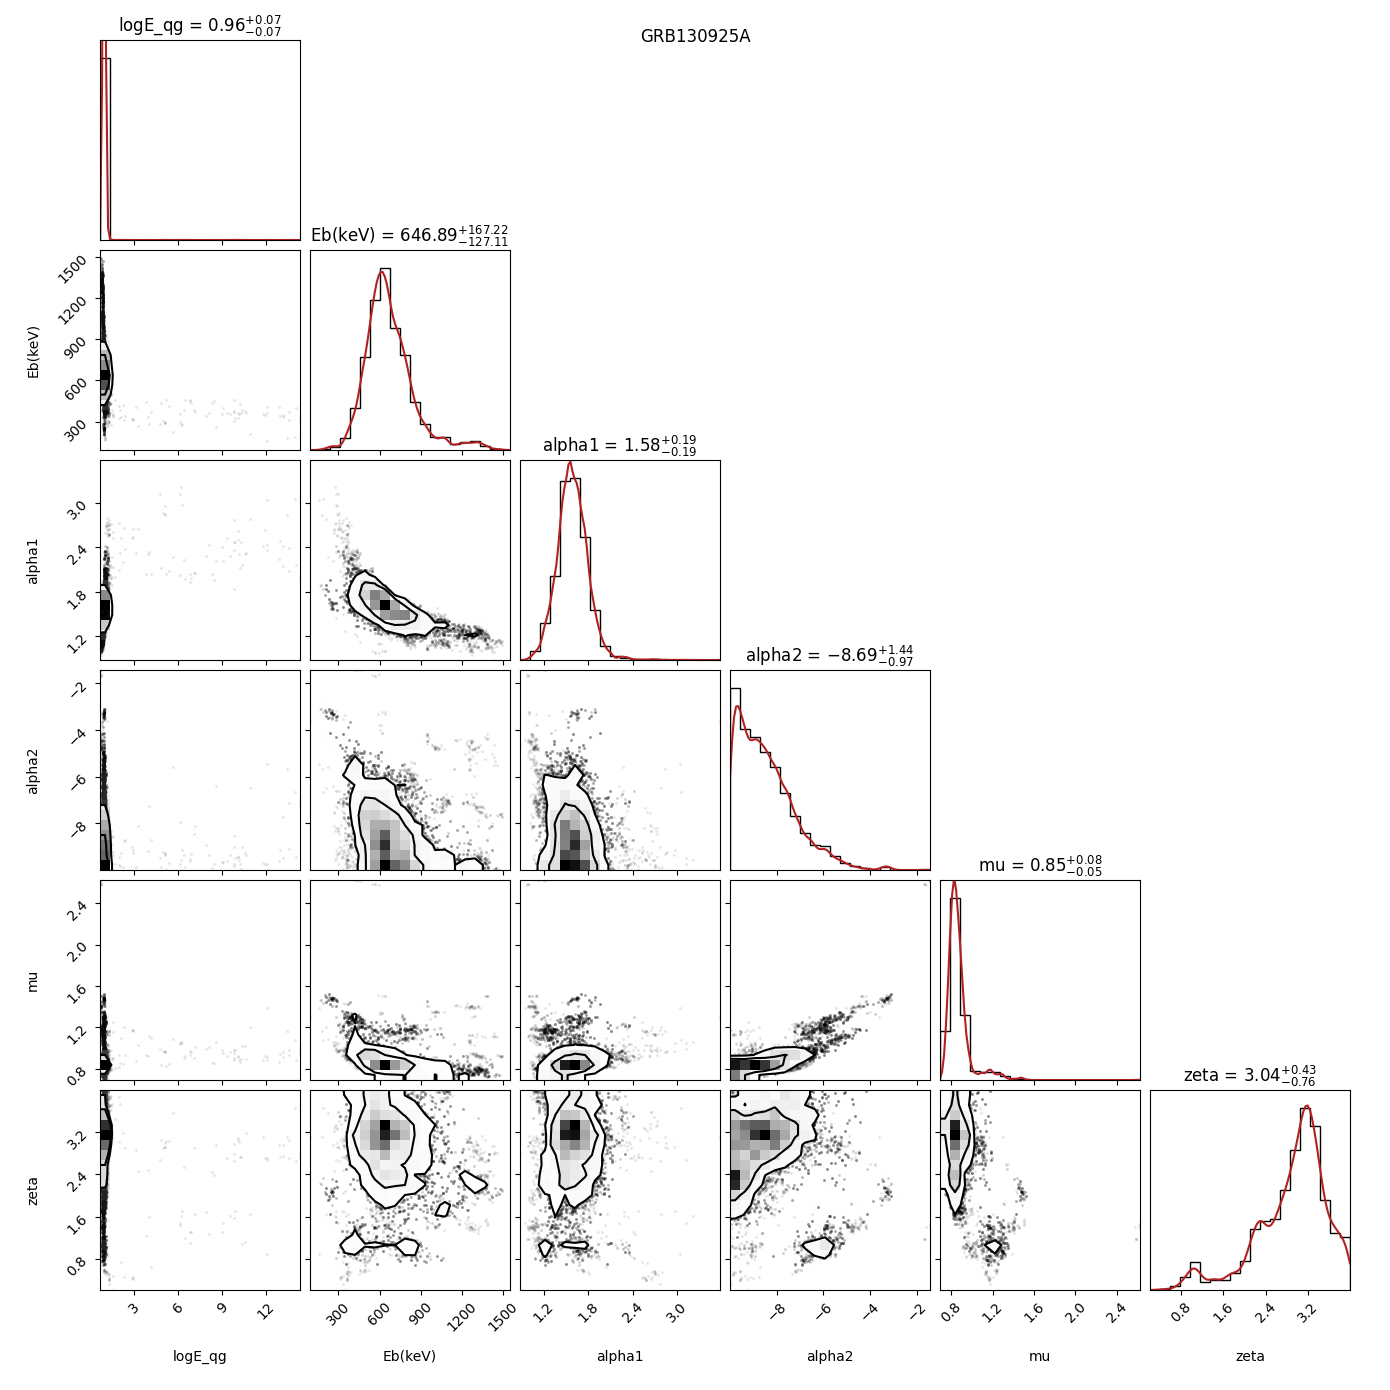 GRB130925A
logE_qg = 0.96^{+0.07}_{-0.07}
Eb(keV) = 646.89^{+167.22}_{-127.11}
1500
1200
900
600
300
Eb(keV)
alpha1 = 1.58^{+0.19}_{-0.19}
3.0
2.4
1.8
1.2
alpha1
alpha2 = −8.69^{+1.44}_{-0.97}
−2
−4
−6
−8
alpha2
mu = 0.85^{+0.08}_{-0.05}
2.4
2.0
1.6
1.2
0.8
mu
zeta = 3.04^{+0.43}_{-0.76}
3.2
2.4
1.6
0.8
zeta
3 6 9 12
300 600 900 1200 1500
1.2 1.8 2.4 3.0
−8 −6 −4 −2
0.8 1.2 1.6 2.0 2.4
0.8 1.6 2.4 3.2
logE_qg Eb(keV) alpha1 alpha2 mu zeta